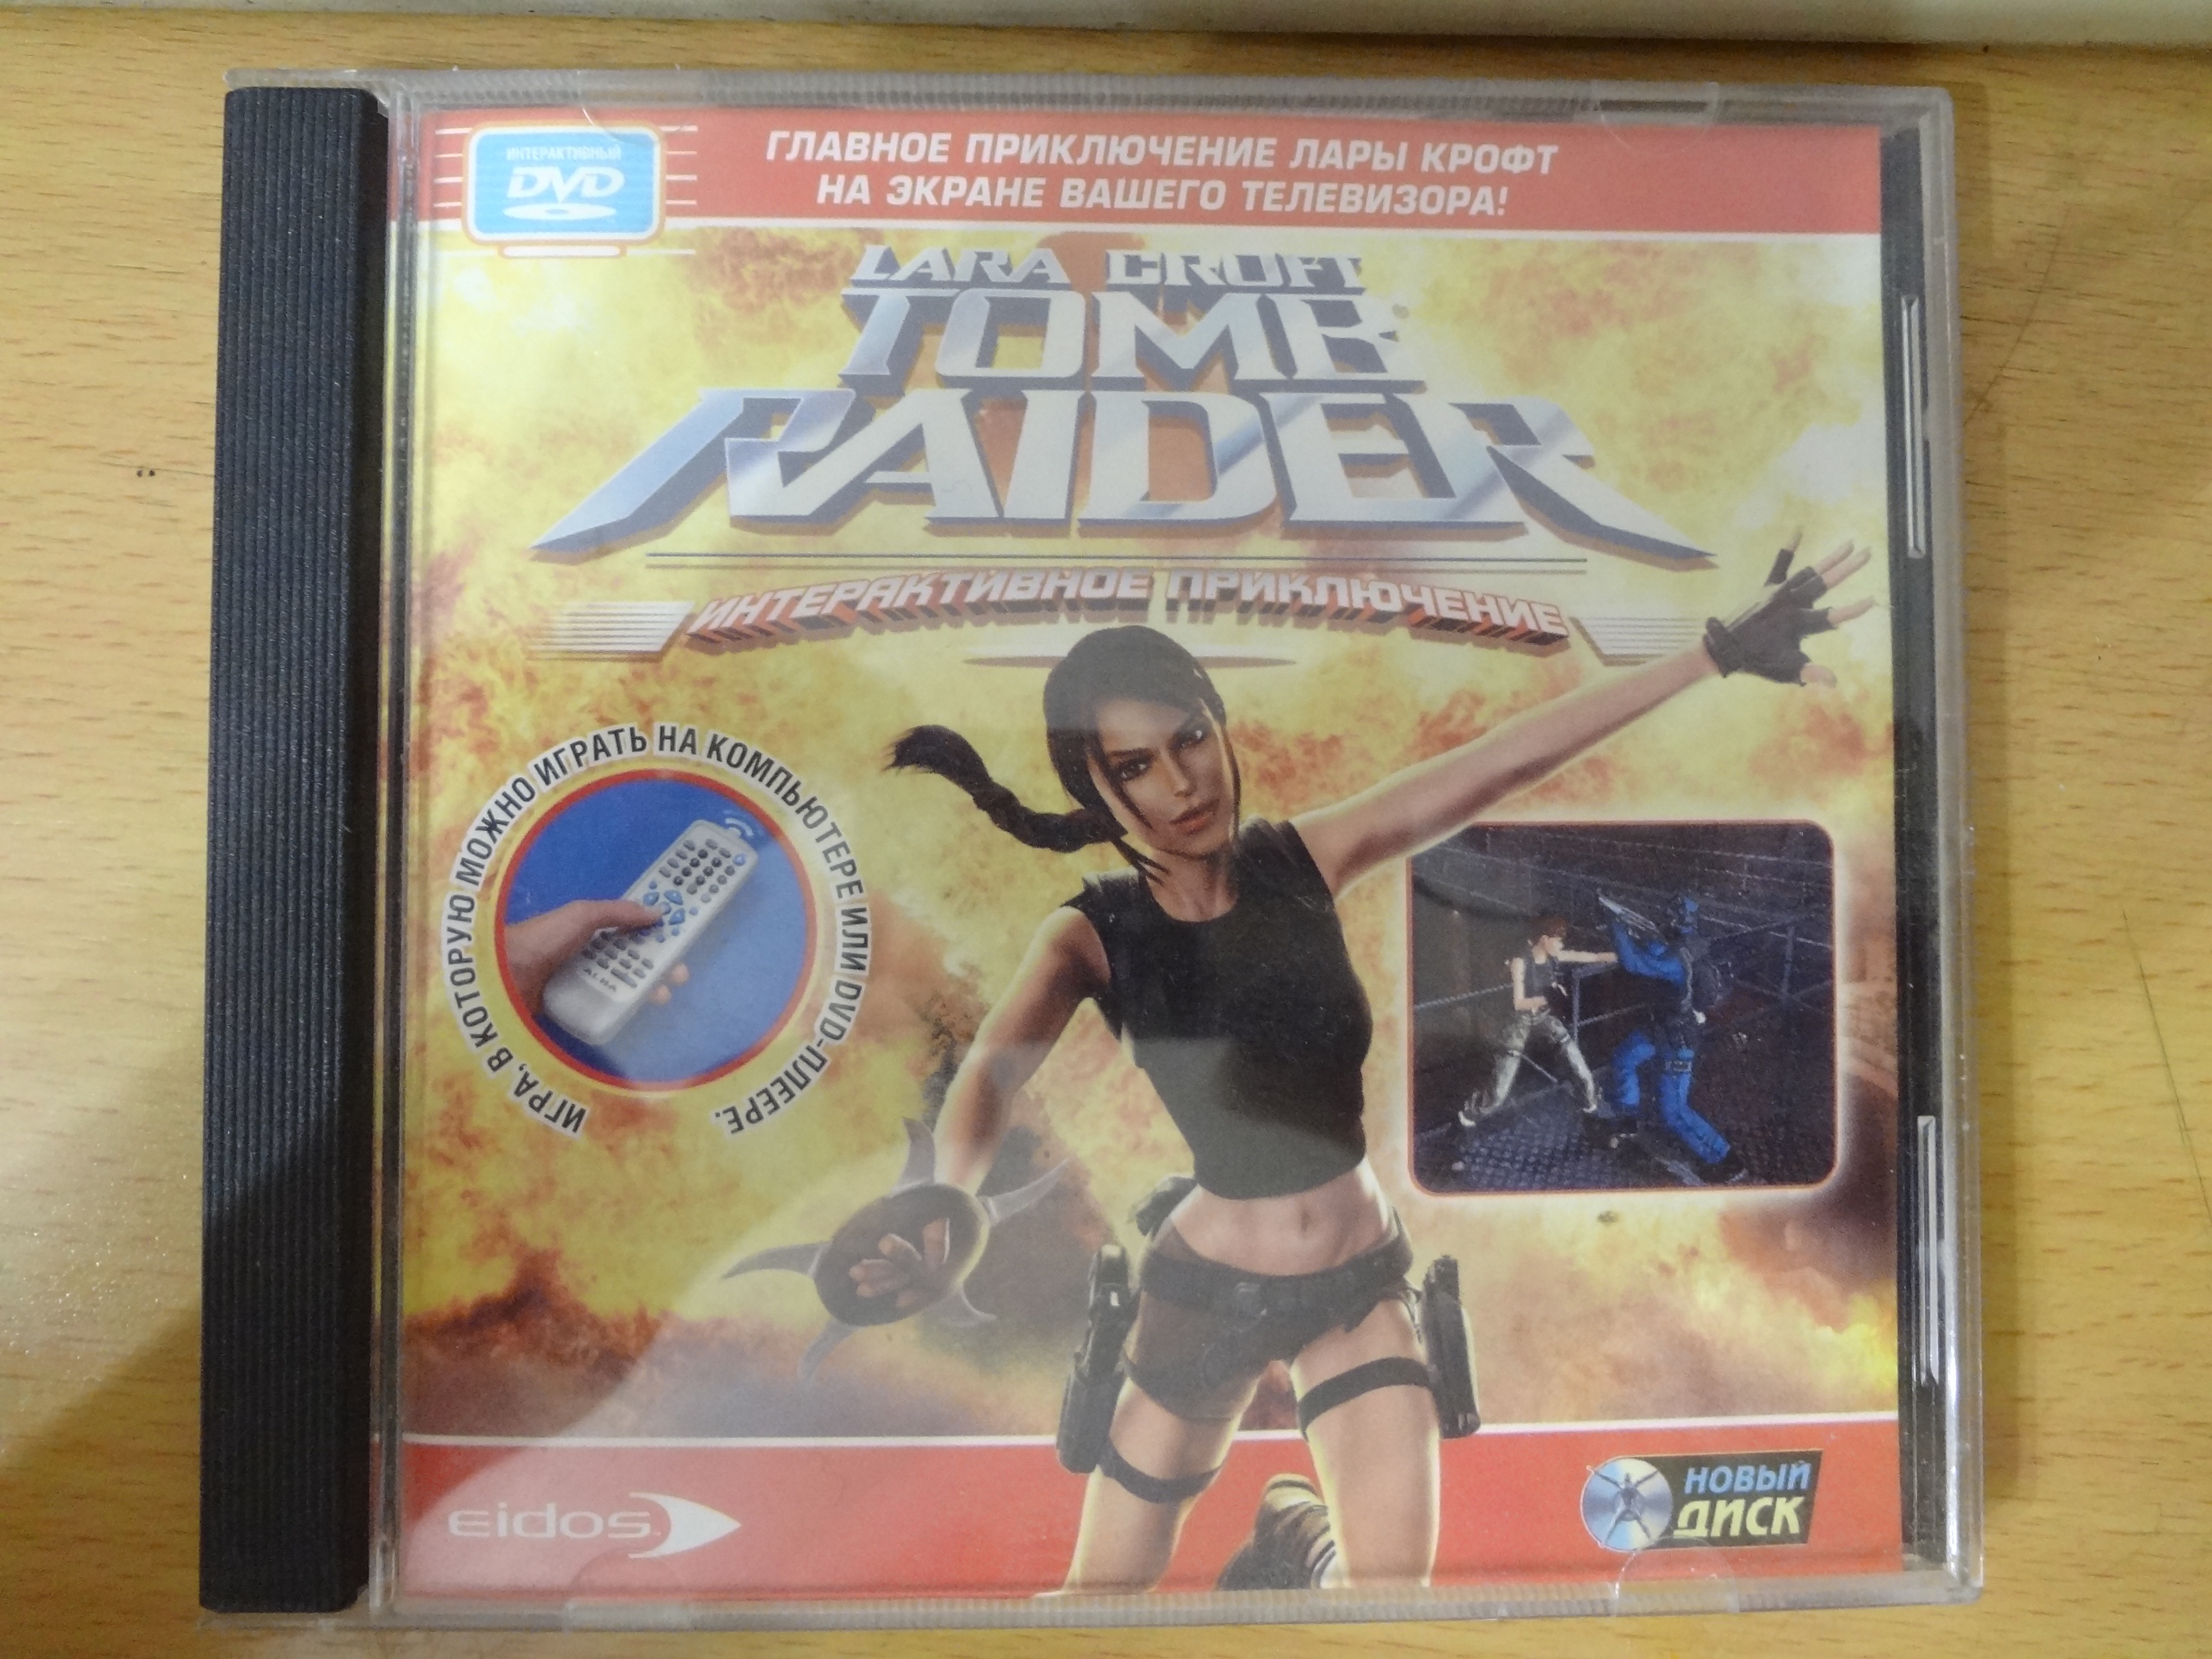 ИНТЕРАКТИВНЫЙ
DVD
ГЛАВНОЕ ПРИКЛЮЧЕНИЕ ЛАРЫ КРОФТ
НА ЭКРАНЕ ВАШЕГО ТЕЛЕВИЗОРА!
LARA CROFT
TOMB
RAIDER
ИНТЕРАКТИВНОЕ ПРИКЛЮЧЕНИЕ
ИГРА, В КОТОРУЮ МОЖНО ИГРАТЬ НА КОМПЬЮТЕРЕ ИЛИ DVD-ПЛЕЕРЕ.
eidos
НОВЫЙ
ДИСК